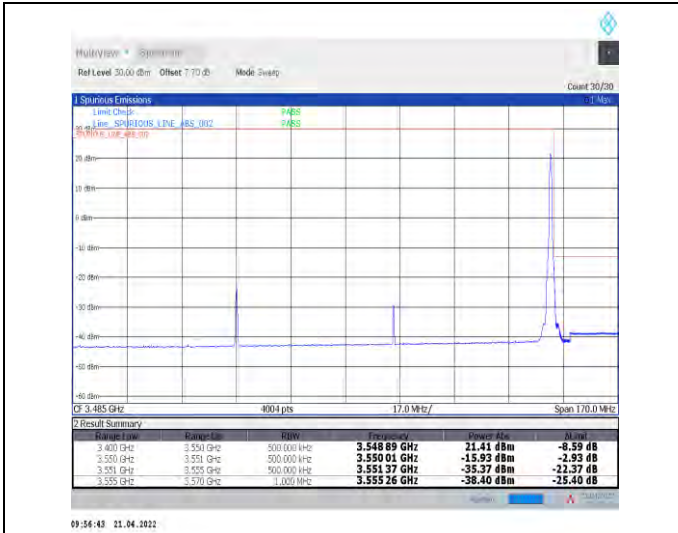 MultiView Spectrum
Ref Level 30.00 dBm Offset 7.70 dB Mode Sweep
Count 30/30
1 Spurious Emissions
Limit Check PASS
Line _SPURIOUS_LINE_ABS_002 PASS
20 dBm
10 dBm
0 dBm
-10 dBm
-20 dBm
-30 dBm
-40 dBm
-50 dBm
-60 dBm
CF 3.485 GHz 4004 pts 17.0 MHz/ Span 170.0 MHz
2 Result Summary
Range Low Range Up RBW Frequency Power Abs ΔLimit
3.400 GHz 3.550 GHz 500.000 kHz 3.548 89 GHz 21.41 dBm -8.59 dB
3.550 GHz 3.551 GHz 500.000 kHz 3.550 01 GHz -15.93 dBm -2.93 dB
3.551 GHz 3.555 GHz 500.000 kHz 3.551 37 GHz -35.37 dBm -22.37 dB
3.555 GHz 3.570 GHz 1.000 MHz 3.555 26 GHz -38.40 dBm -25.40 dB
09:56:43 21.04.2022